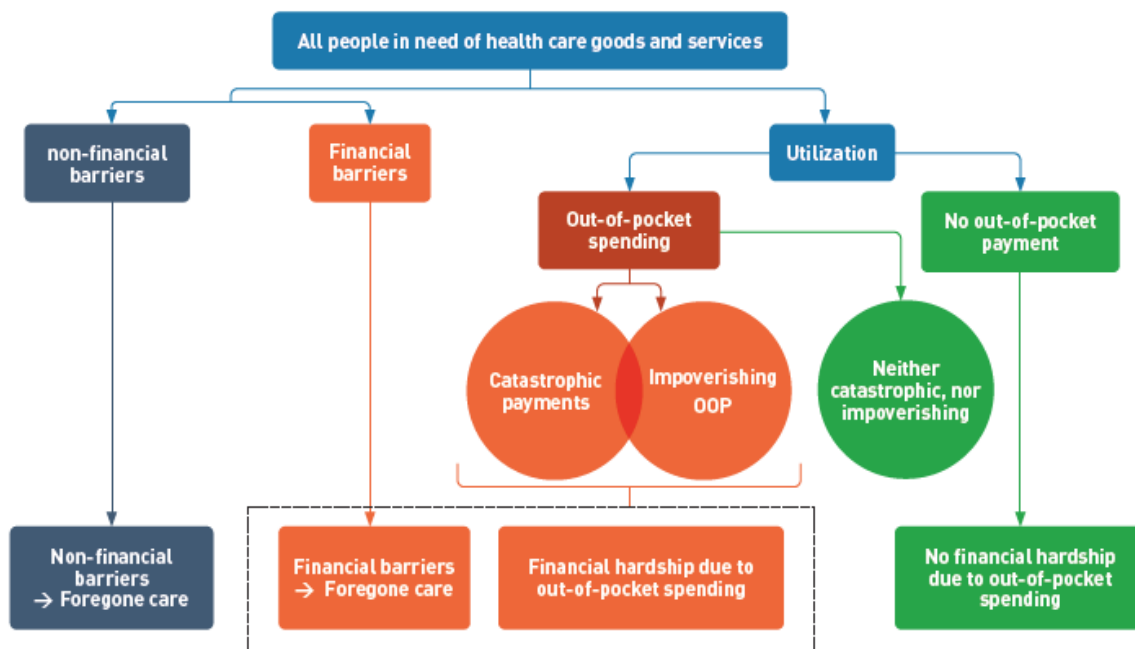 All people in need of health care goods and services
non-financial
barriers
Financial
barriers
Utilization
Out-of-pocket
spending
No out-of-pocket
payment
Catastrophic
payments
Impoverishing
OOP
Neither
catastrophic, nor
impoverishing
Non-financial
barriers
→ Foregone care
Financial barriers
→ Foregone care
Financial hardship due to
out-of-pocket spending
No financial hardship
due to out-of-pocket
spending